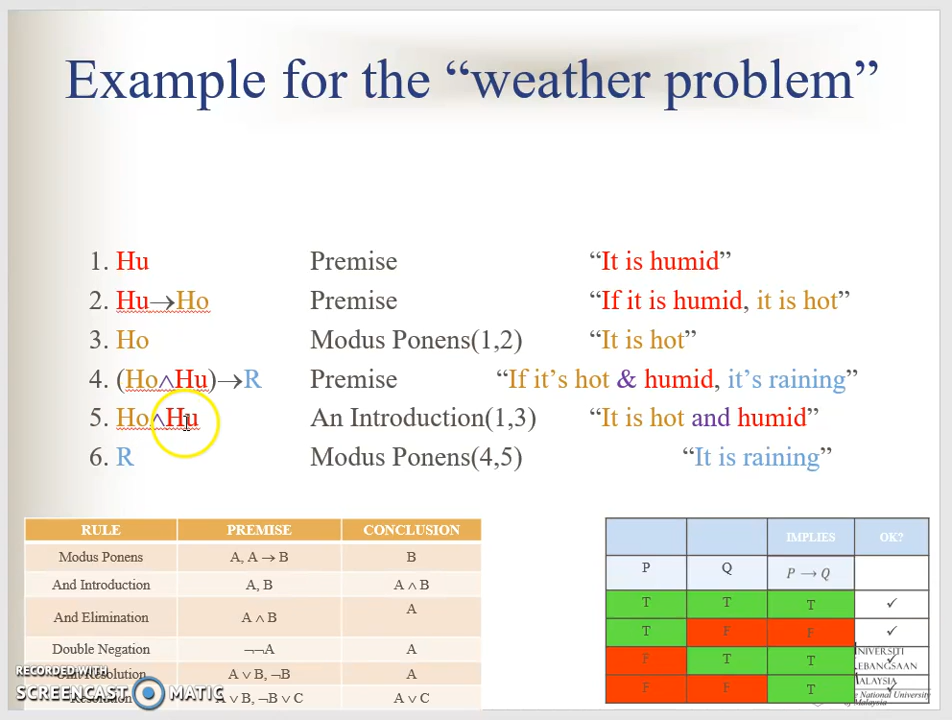 Example for the “weather problem”
1. Hu Premise “It is humid”
2. Hu→Ho Premise “If it is humid, it is hot”
3. Ho Modus Ponens(1,2) “It is hot”
4. (Ho∧Hu)→R Premise “If it’s hot & humid, it’s raining”
5. Ho∧Hu An Introduction(1,3) “It is hot and humid”
6. R Modus Ponens(4,5) “It is raining”
RULE PREMISE CONCLUSION
Modus Ponens A, A → B B
And Introduction A, B A ∧ B
And Elimination A ∧ B A
Double Negation ¬¬A A
Unit Resolution A ∨ B, ¬B A
Resolution A ∨ B, ¬B ∨ C A ∨ C
RECORDED WITH
SCREENCAST MATIC
IMPLIES OK?
P Q P → Q
T T T ✓
T F F ✓
F T T ✓
F F T ✓
The National University
of Malaysia